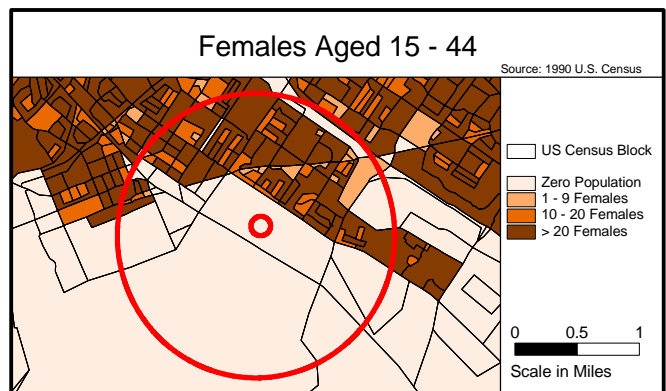 Females Aged 15 - 44
Source: 1990 U.S. Census
US Census Block
Zero Population
1 - 9 Females
10 - 20 Females
> 20 Females
0 0.5 1
Scale in Miles